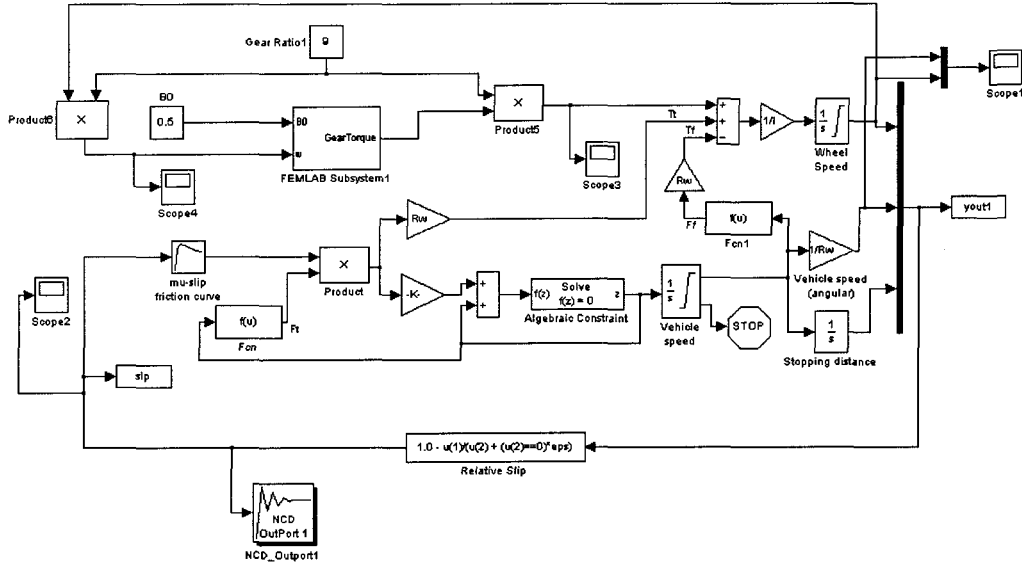 Gear Ratio1
g
Scope1
Product6
×
B0
0.5
B0
GearTorque
w
FEMLAB Subsystem1
×
Product5
Scope4
Scope3
Tt
Tf
+
+
−
1/I
1
s
Wheel
Speed
Rw
Ff
f(u)
Fcn1
1/Rw
Vehicle speed
(angular)
yout1
Rw
mu-slip
friction curve
×
Product
-K-
+
+
f(z)
Solve
f(z) = 0
z
Algebraic Constraint
1
s
Vehicle
speed
STOP
1
s
Stopping distance
Scope2
f(u)
Fcn
Ft
slp
1.0 - u(1)/(u(2) + (u(2)==0)*eps)
Relative Slip
NCD
OutPort 1
NCD_Outport1